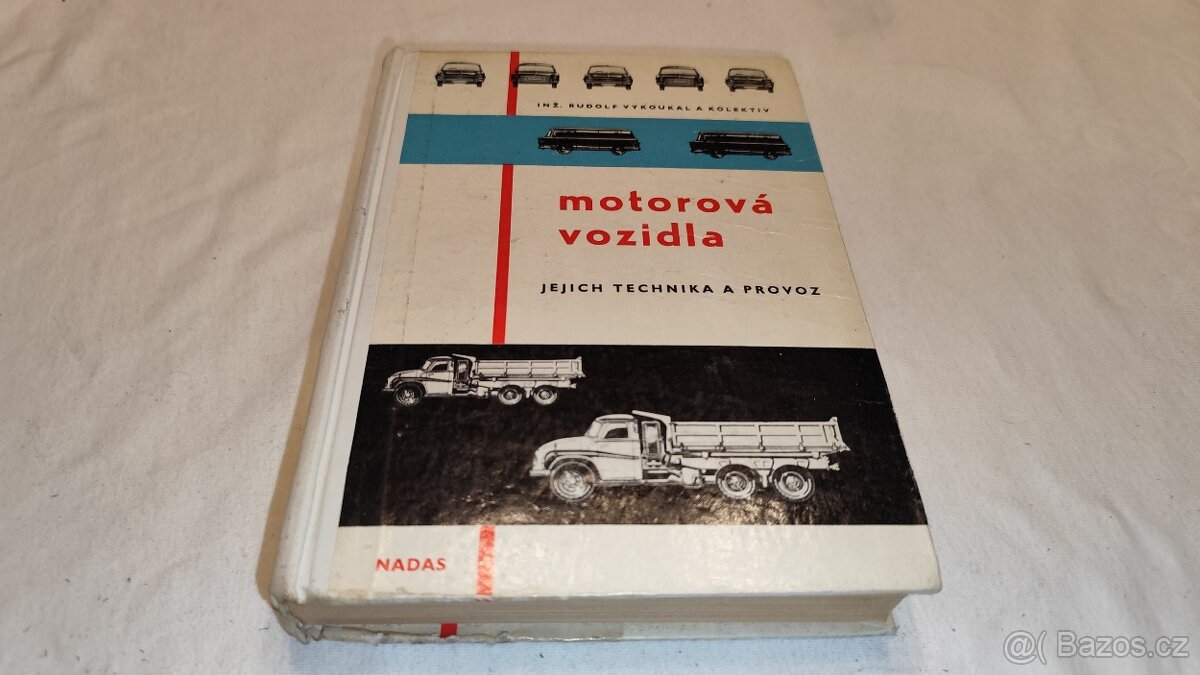 INŽ. RUDOLF VYKOUKAL A KOLEKTIV
motorová
vozidla
JEJICH TECHNIKA A PROVOZ
NADAS
@( Bazos.cz